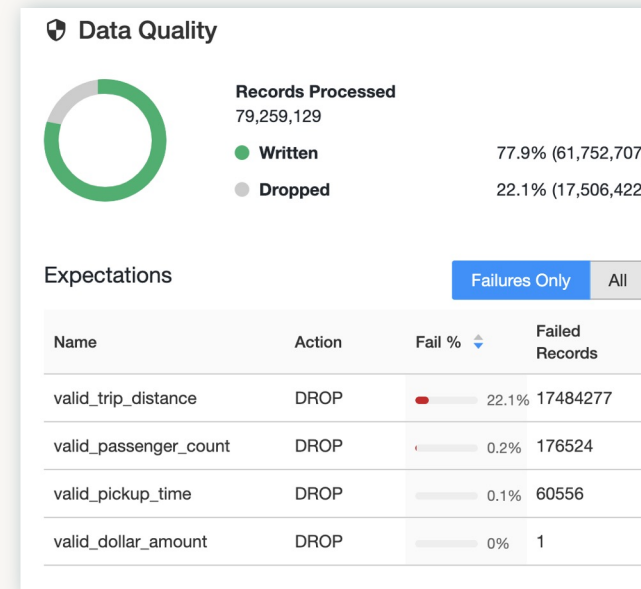 Data Quality
Records Processed
79,259,129
Written 77.9% (61,752,707
Dropped 22.1% (17,506,422
Expectations
Failures Only All
Name Action Fail % Failed Records
valid_trip_distance DROP 22.1% 17484277
valid_passenger_count DROP 0.2% 176524
valid_pickup_time DROP 0.1% 60556
valid_dollar_amount DROP 0% 1